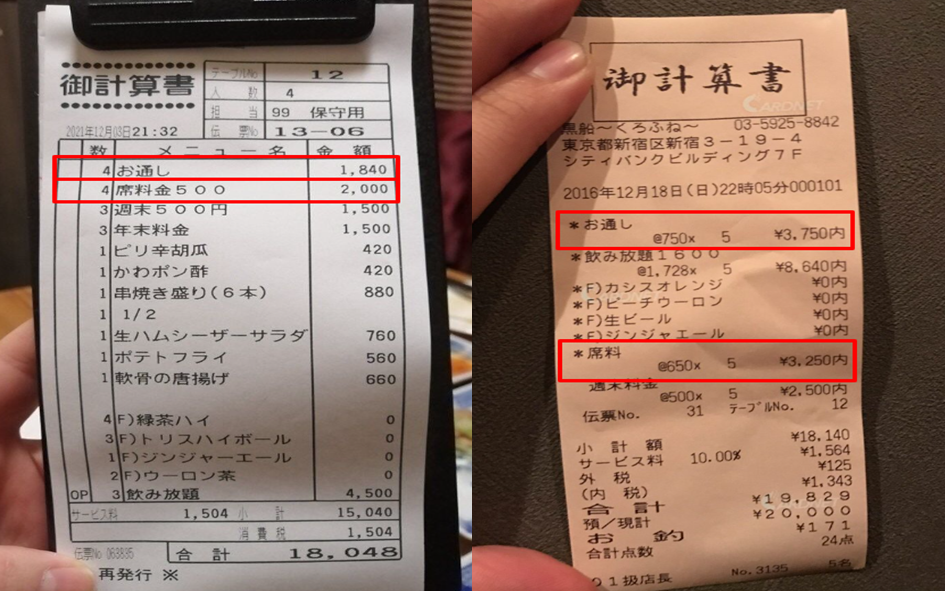 御計算書
テーブルNo 12
人数 4
担当 99 保守用
伝票No 13-06
2021年12月03日21:32
数 メニュー名 金額
4 お通し 1,840
4 席料金500 2,000
3 週末500円 1,500
3 年末料金 1,500
1 ピリ辛胡瓜 420
1 かわポン酢 420
1 串焼き盛り(6本) 880
1 1/2
1 生ハムシーザーサラダ 760
1 ポテトフライ 560
1 軟骨の唐揚げ 660
4 F)緑茶ハイ 0
3 F)トリスハイボール 0
1 F)ジンジャーエール 0
2 F)ウーロン茶 0
OP 3 飲み放題 4,500
サービス料 1,504 小計 15,040
消費税 1,504
伝票No 063835 合計 18,048
再発行 ※
御計算書
CARDNET
黒船~くろふね~ 03-5925-8842
東京都新宿区新宿3-19-4
シティバンクビルディング7F
2016年12月18日(日)22時05分000101
*お通し
@750× 5 ¥3,750内
*飲み放題1600
@1,728× 5 ¥8,640内
*F)カシスオレンジ ¥0内
*F)ピーチウーロン ¥0内
*F)生ビール ¥0内
*F)ジンジャエール ¥0内
*席料
@650× 5 ¥3,250内
週末料金
@500× 5 ¥2,500内
伝票No. 31 テーブルNo. 12
小計額 ¥18,140
サービス料 10.00% ¥1,564
外税 ¥125
(内税) ¥1,343
合計 ¥19,829
預/現計 ¥20,000
お釣 ¥171
合計点数 24点
01扱店長 No.3135 5名